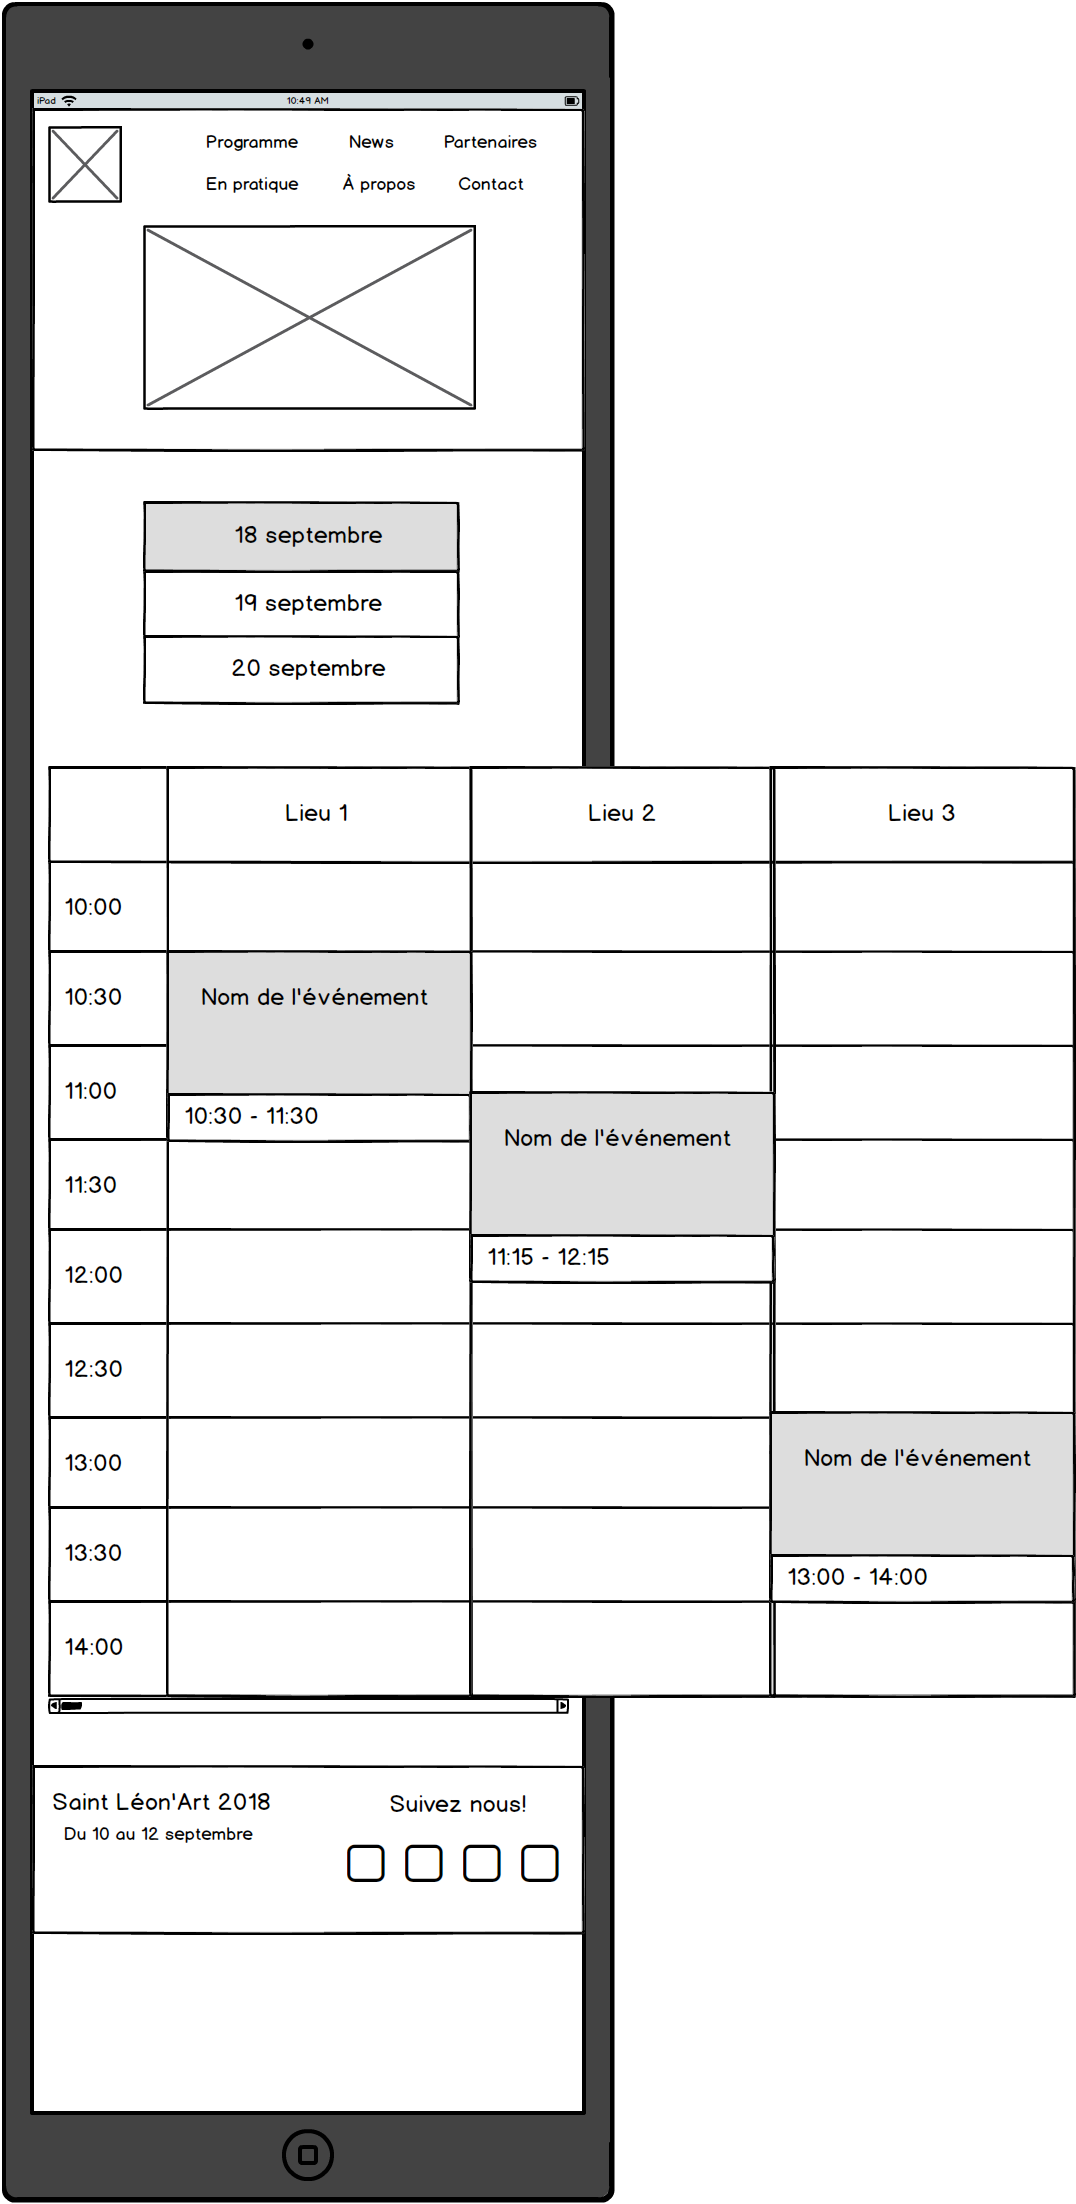 iPad 10:49 AM
Programme News Partenaires
En pratique À propos Contact
18 septembre
19 septembre
20 septembre
Lieu 1 Lieu 2 Lieu 3
10:00
10:30 Nom de l'événement
11:00
10:30 - 11:30
Nom de l'événement
11:30
11:15 - 12:15
12:00
12:30
13:00 Nom de l'événement
13:30
13:00 - 14:00
14:00
Saint Léon'Art 2018 Suivez nous!
Du 10 au 12 septembre